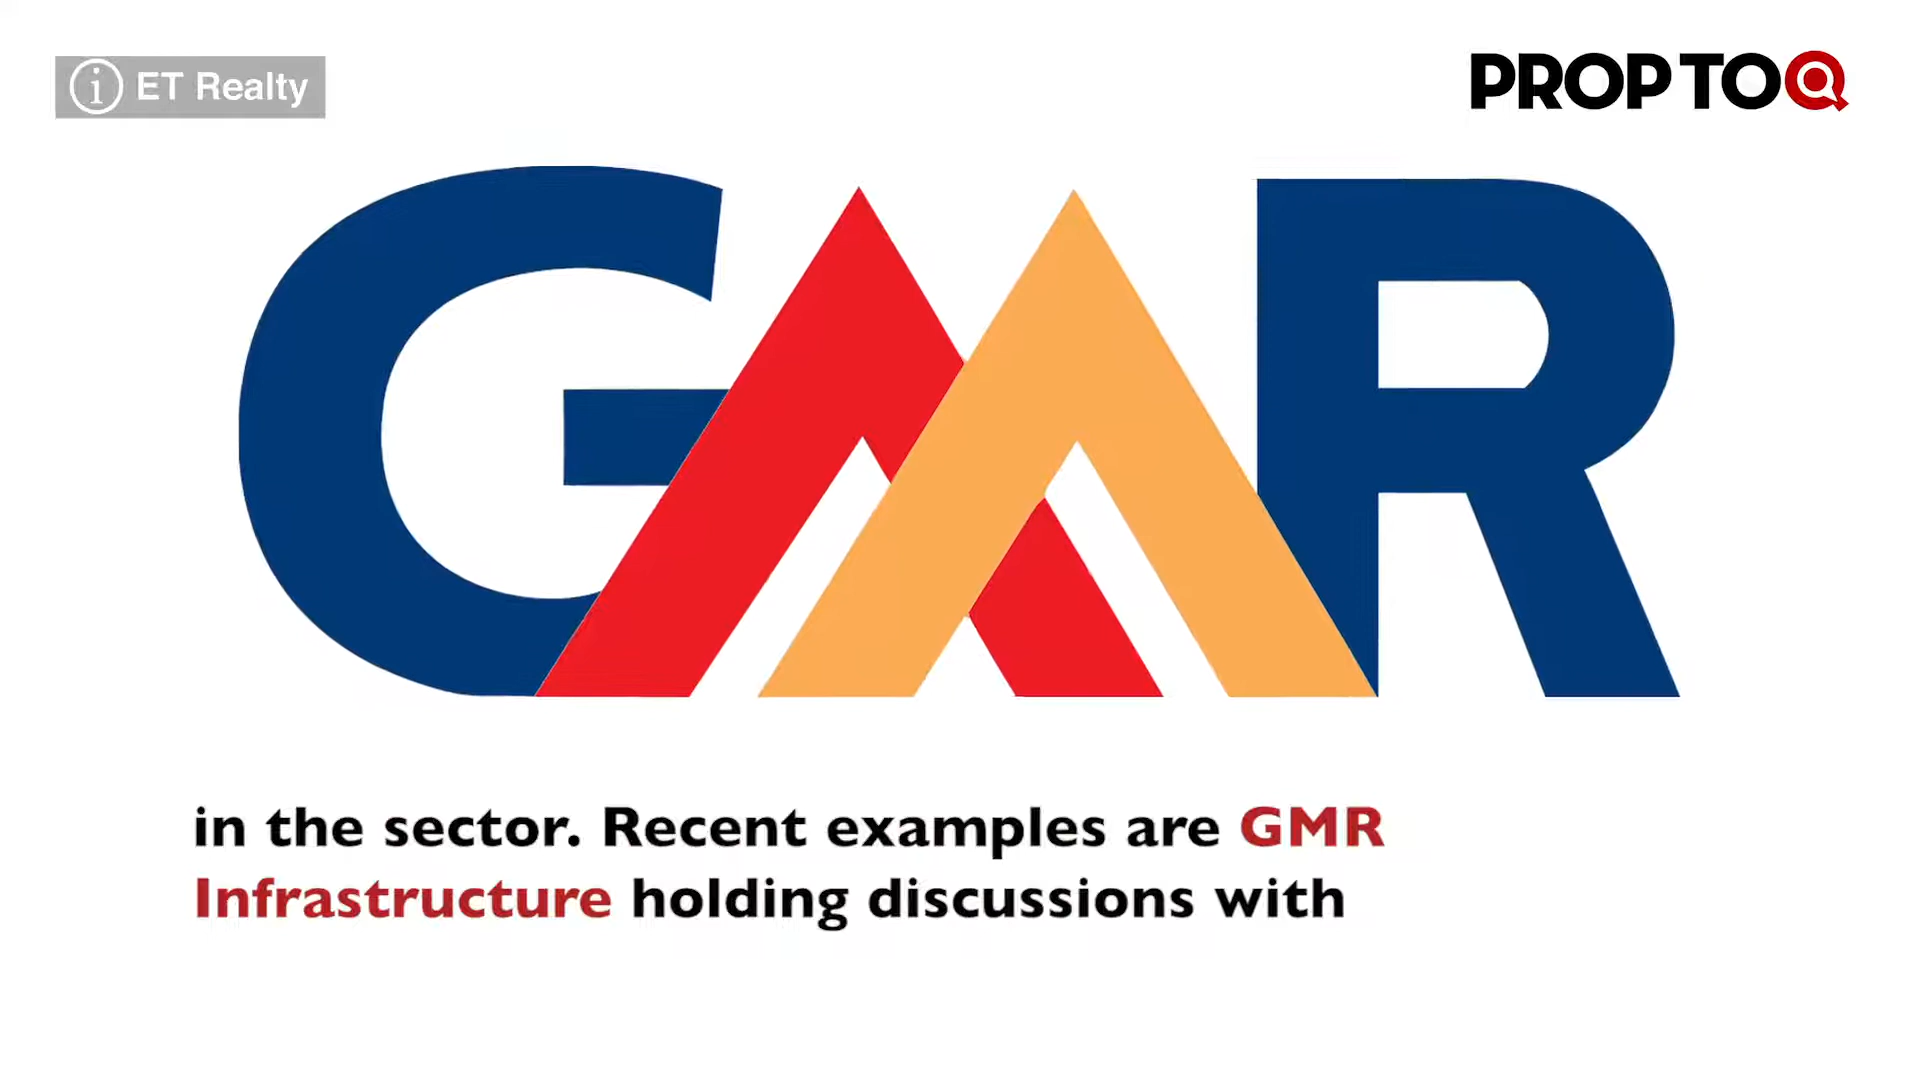 ET Realty
PROPTOQ
GMR
in the sector. Recent examples are GMR
Infrastructure holding discussions with